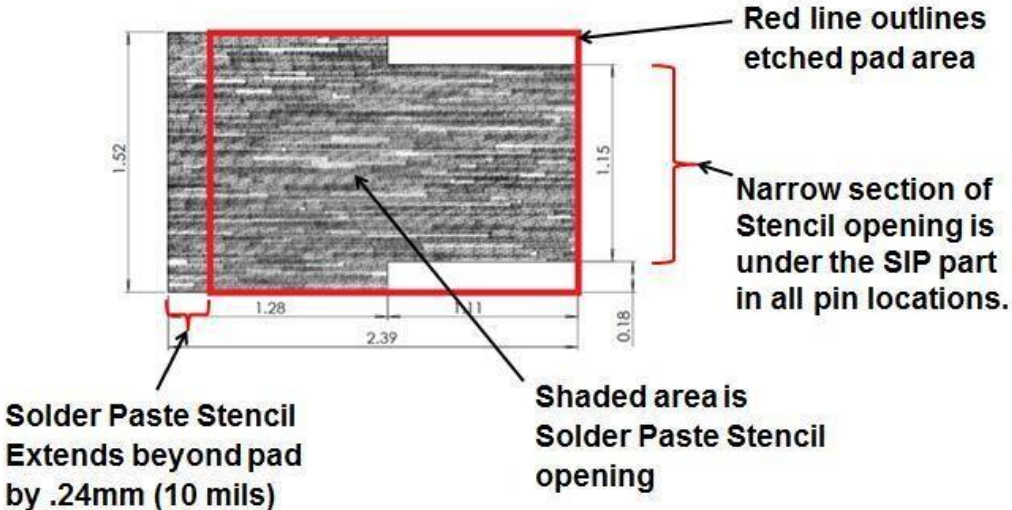 Red line outlines
etched pad area
1.52
1.15
Narrow section of
Stencil opening is
under the SIP part
in all pin locations.
1.28
1.11
0.18
2.39
Solder Paste Stencil
Extends beyond pad
by .24mm (10 mils)
Shaded area is
Solder Paste Stencil
opening